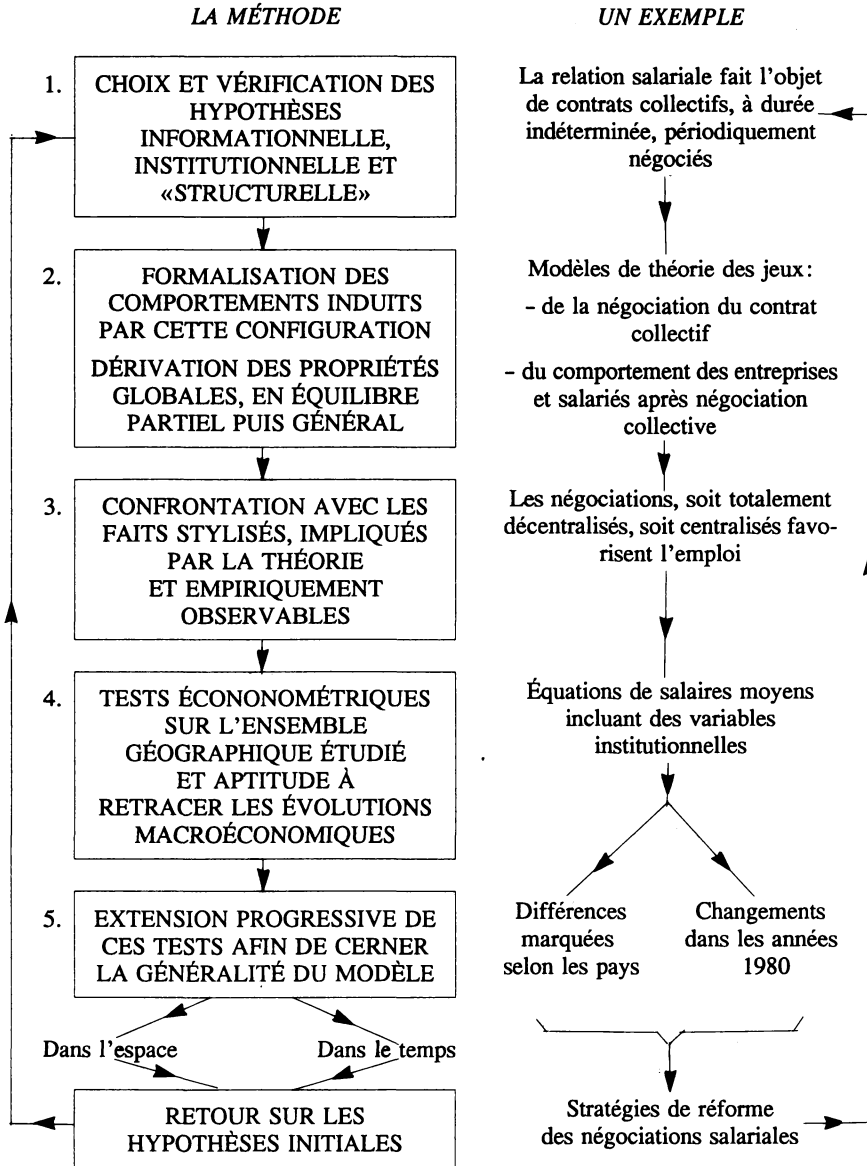 LA MÉTHODE
1. CHOIX ET VÉRIFICATION DES
HYPOTHÈSES
INFORMATIONNELLE,
INSTITUTIONNELLE ET
«STRUCTURELLE»
2. FORMALISATION DES
COMPORTEMENTS INDUITS
PAR CETTE CONFIGURATION
DÉRIVATION DES PROPRIÉTÉS
GLOBALES, EN ÉQUILIBRE
PARTIEL PUIS GÉNÉRAL
3. CONFRONTATION AVEC LES
FAITS STYLISÉS, IMPLIQUÉS
PAR LA THÉORIE
ET EMPIRIQUEMENT
OBSERVABLES
4. TESTS ÉCONONOMÉTRIQUES
SUR L'ENSEMBLE
GÉOGRAPHIQUE ÉTUDIÉ
ET APTITUDE À
RETRACER LES ÉVOLUTIONS
MACROÉCONOMIQUES
5. EXTENSION PROGRESSIVE DE
CES TESTS AFIN DE CERNER
LA GÉNÉRALITÉ DU MODÈLE
Dans l'espace
Dans le temps
RETOUR SUR LES
HYPOTHÈSES INITIALES
UN EXEMPLE
La relation salariale fait l'objet
de contrats collectifs, à durée
indéterminée, périodiquement
négociés
Modèles de théorie des jeux:
– de la négociation du contrat
collectif
– du comportement des entreprises
et salariés après négociation
collective
Les négociations, soit totalement
décentralisés, soit centralisés favo-
risent l'emploi
Équations de salaires moyens
incluant des variables
institutionnelles
Différences
marquées
selon les pays
Changements
dans les années
1980
Stratégies de réforme
des négociations salariales